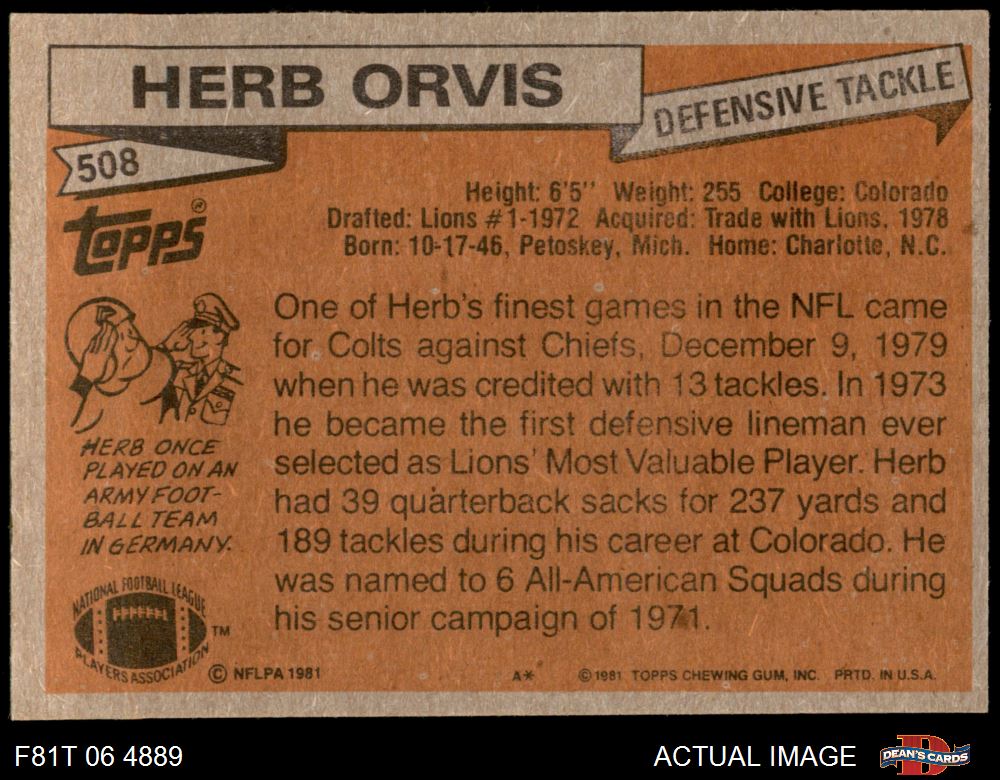 HERB ORVIS
DEFENSIVE TACKLE
508
Topps®
Height: 6'5'' Weight: 255 College: Colorado
Drafted: Lions #1-1972 Acquired: Trade with Lions, 1978
Born: 10-17-46, Petoskey, Mich. Home: Charlotte, N.C.
One of Herb's finest games in the NFL came
for Colts against Chiefs, December 9, 1979
when he was credited with 13 tackles. In 1973
he became the first defensive lineman ever
selected as Lions' Most Valuable Player. Herb
had 39 quarterback sacks for 237 yards and
189 tackles during his career at Colorado. He
was named to 6 All-American Squads during
his senior campaign of 1971.
HERB ONCE
PLAYED ON AN
ARMY FOOT-
BALL TEAM
IN GERMANY.
NATIONAL FOOTBALL LEAGUE
PLAYERS ASSOCIATION
TM
© NFLPA 1981
A*
© 1981 TOPPS CHEWING GUM, INC. PRTD. IN U.S.A.
F81T 06 4889
ACTUAL IMAGE
DEAN'S CARDS